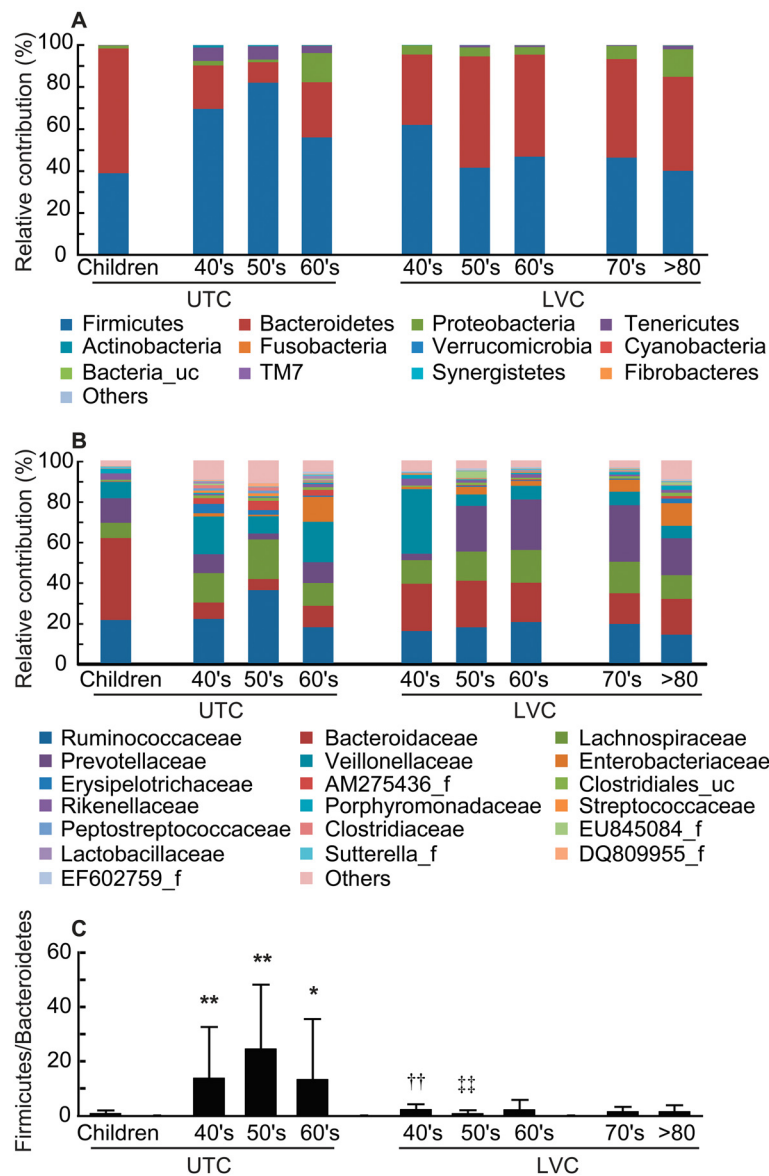 A
Relative contribution (%)
100
80
60
40
20
0
Children 40's 50's 60's 40's 50's 60's 70's >80
UTC LVC
Firmicutes Bacteroidetes Proteobacteria Tenericutes
Actinobacteria Fusobacteria Verrucomicrobia Cyanobacteria
Bacteria_uc TM7 Synergistetes Fibrobacteres
Others
B
Relative contribution (%)
100
80
60
40
20
0
Children 40's 50's 60's 40's 50's 60's 70's >80
UTC LVC
Ruminococcaceae Bacteroidaceae Lachnospiraceae
Prevotellaceae Veillonellaceae Enterobacteriaceae
Erysipelotrichaceae AM275436_f Clostridiales_uc
Rikenellaceae Porphyromonadaceae Streptococcaceae
Peptostreptococcaceae Clostridiaceae EU845084_f
Lactobacillaceae Sutterella_f DQ809955_f
EF602759_f Others
C
Firmicutes/Bacteroidetes
60
40
20
0
** ** * †† ‡‡
Children 40's 50's 60's 40's 50's 60's 70's >80
UTC LVC